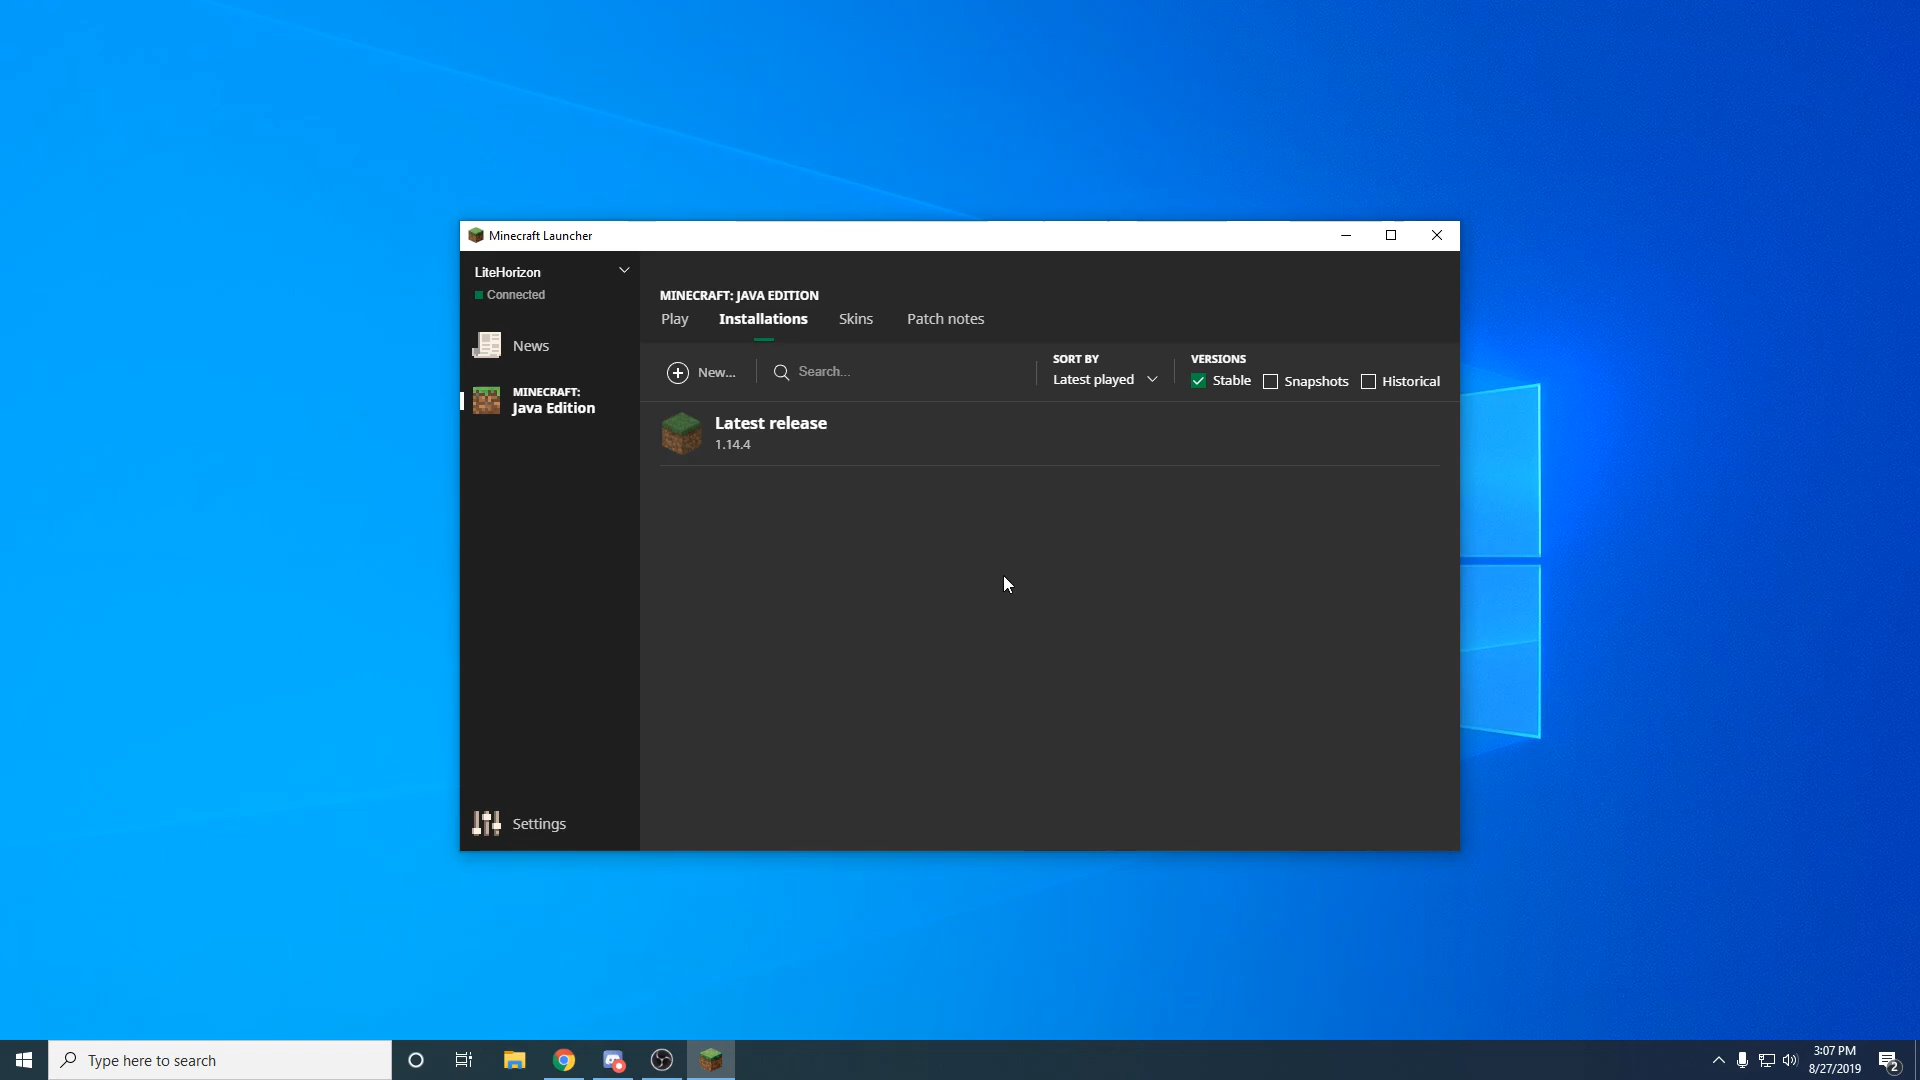 Minecraft Launcher
LiteHorizon
Connected
News
MINECRAFT:
Java Edition
Settings
MINECRAFT: JAVA EDITION
Play Installations Skins Patch notes
New... Search...
SORT BY
Latest played
VERSIONS
Stable Snapshots Historical
Latest release
1.14.4
Type here to search
3:07 PM
8/27/2019
2